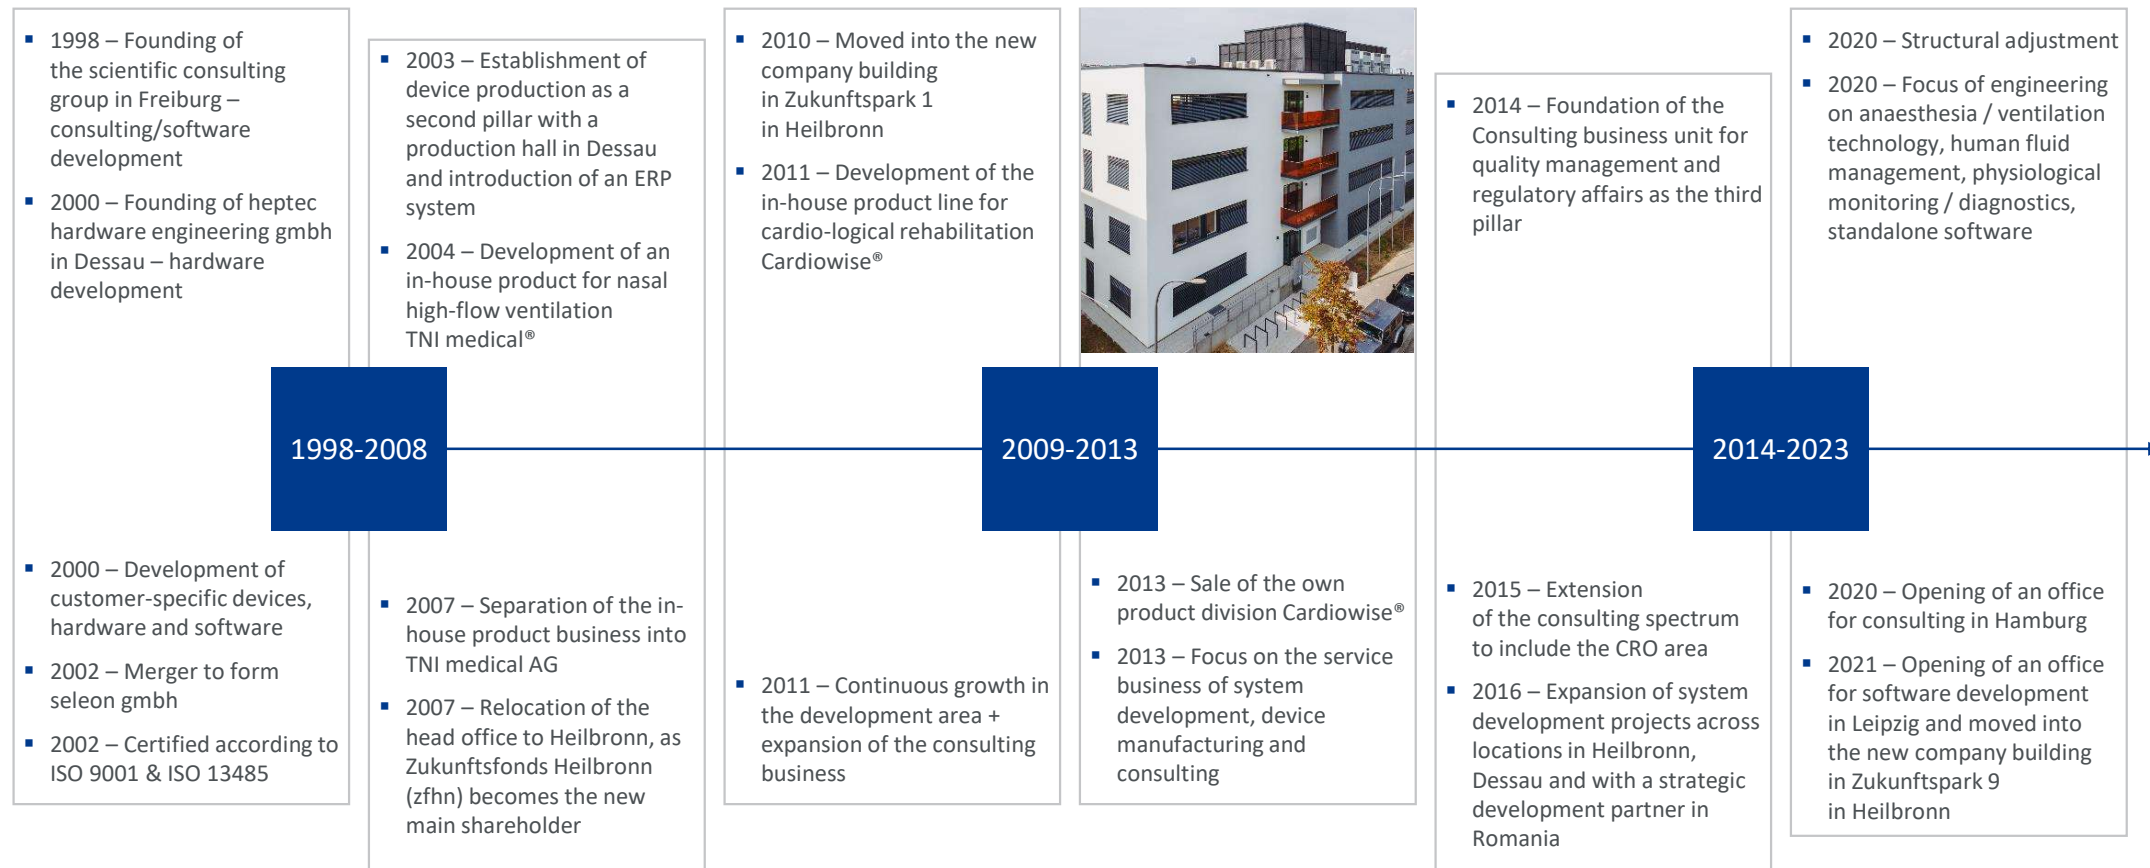 ▪ 1998 – Founding of
the scientific consulting
group in Freiburg –
consulting/software
development
▪ 2000 – Founding of heptec
hardware engineering gmbh
in Dessau – hardware
development
▪ 2003 – Establishment of
device production as a
second pillar with a
production hall in Dessau
and introduction of an ERP
system
▪ 2004 – Development of an
in-house product for nasal
high-flow ventilation
TNI medical®
▪ 2010 – Moved into the new
company building
in Zukunftspark 1
in Heilbronn
▪ 2011 – Development of the
in-house product line for
cardio-logical rehabilitation
Cardiowise®
▪ 2014 – Foundation of the
Consulting business unit for
quality management and
regulatory affairs as the third
pillar
▪ 2020 – Structural adjustment
▪ 2020 – Focus of engineering
on anaesthesia / ventilation
technology, human fluid
management, physiological
monitoring / diagnostics,
standalone software
1998-2008
2009-2013
2014-2023
▪ 2000 – Development of
customer-specific devices,
hardware and software
▪ 2002 – Merger to form
seleon gmbh
▪ 2002 – Certified according to
ISO 9001 & ISO 13485
▪ 2007 – Separation of the in-
house product business into
TNI medical AG
▪ 2007 – Relocation of the
head office to Heilbronn, as
Zukunftsfonds Heilbronn
(zfhn) becomes the new
main shareholder
▪ 2011 – Continuous growth in
the development area +
expansion of the consulting
business
▪ 2013 – Sale of the own
product division Cardiowise®
▪ 2013 – Focus on the service
business of system
development, device
manufacturing and
consulting
▪ 2015 – Extension
of the consulting spectrum
to include the CRO area
▪ 2016 – Expansion of system
development projects across
locations in Heilbronn,
Dessau and with a strategic
development partner in
Romania
▪ 2020 – Opening of an office
for consulting in Hamburg
▪ 2021 – Opening of an office
for software development
in Leipzig and moved into
the new company building
in Zukunftspark 9
in Heilbronn